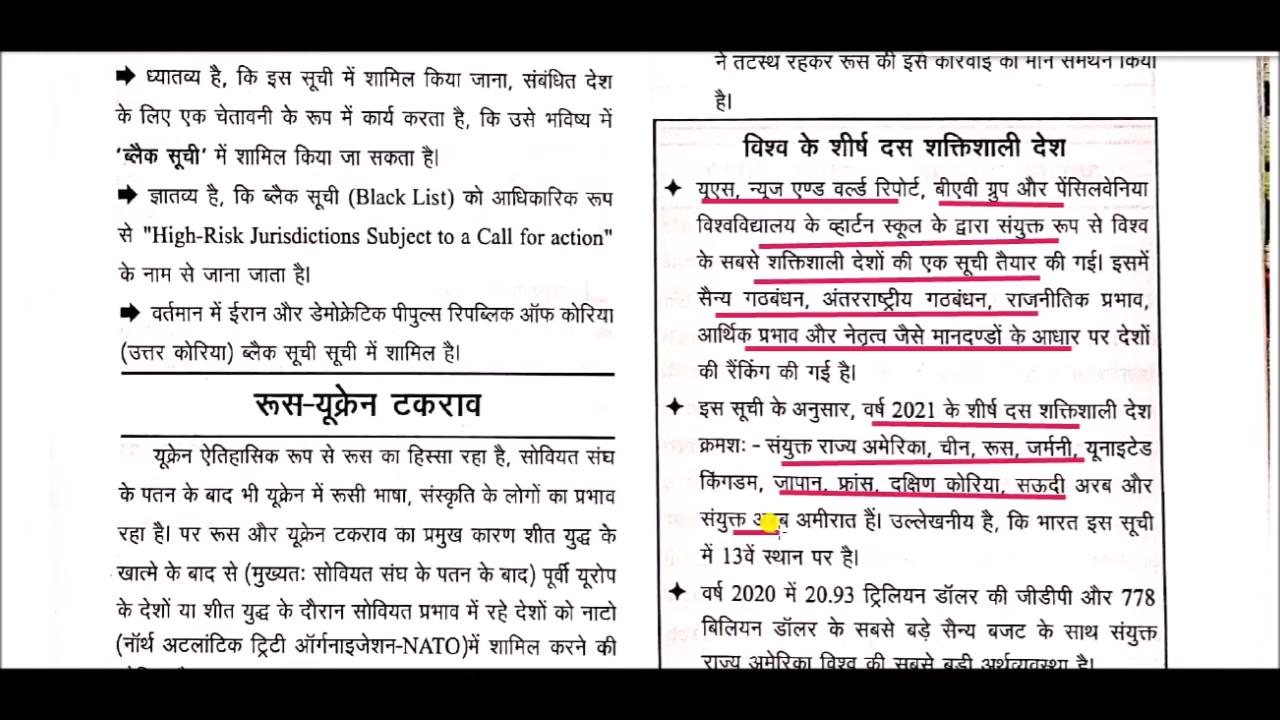 ➡ ध्यातव्य है, कि इस सूची में शामिल किया जाना, संबंधित देश
के लिए एक चेतावनी के रूप में कार्य करता है, कि उसे भविष्य में
‘ब्लैक सूची’ में शामिल किया जा सकता है।
➡ ज्ञातव्य है, कि ब्लैक सूची (Black List) को आधिकारिक रूप
से "High-Risk Jurisdictions Subject to a Call for action"
के नाम से जाना जाता है।
➡ वर्तमान में ईरान और डेमोक्रेटिक पीपुल्स रिपब्लिक ऑफ कोरिया
(उत्तर कोरिया) ब्लैक सूची सूची में शामिल है।
रूस-यूक्रेन टकराव
यूक्रेन ऐतिहासिक रूप से रूस का हिस्सा रहा है, सोवियत संघ
के पतन के बाद भी यूक्रेन में रूसी भाषा, संस्कृति के लोगों का प्रभाव
रहा है। पर रूस और यूक्रेन टकराव का प्रमुख कारण शीत युद्ध के
खात्मे के बाद से (मुख्यतः सोवियत संघ के पतन के बाद) पूर्वी यूरोप
के देशों या शीत युद्ध के दौरान सोवियत प्रभाव में रहे देशों को नाटो
(नॉर्थ अटलांटिक ट्रिटी ऑर्गनाइजेशन-NATO)में शामिल करने की
ने तटस्थ रहकर रूस की इस कार्रवाई का मौन समर्थन किया
है।
विश्व के शीर्ष दस शक्तिशाली देश
✦ यूएस, न्यूज एण्ड वर्ल्ड रिपोर्ट, बीएवी ग्रुप और पेंसिलवेनिया
विश्वविद्यालय के व्हार्टन स्कूल के द्वारा संयुक्त रूप से विश्व
के सबसे शक्तिशाली देशों की एक सूची तैयार की गई। इसमें
सैन्य गठबंधन, अंतरराष्ट्रीय गठबंधन, राजनीतिक प्रभाव,
आर्थिक प्रभाव और नेतृत्व जैसे मानदण्डों के आधार पर देशों
की रैंकिंग की गई है।
✦ इस सूची के अनुसार, वर्ष 2021 के शीर्ष दस शक्तिशाली देश
क्रमशः - संयुक्त राज्य अमेरिका, चीन, रूस, जर्मनी, यूनाइटेड
किंगडम, जापान, फ्रांस, दक्षिण कोरिया, सऊदी अरब और
संयुक्त अरब अमीरात हैं। उल्लेखनीय है, कि भारत इस सूची
में 13वें स्थान पर है।
✦ वर्ष 2020 में 20.93 ट्रिलियन डॉलर की जीडीपी और 778
बिलियन डॉलर के सबसे बड़े सैन्य बजट के साथ संयुक्त
राज्य अमेरिका विश्व की सबसे बड़ी अर्थव्यवस्था है।